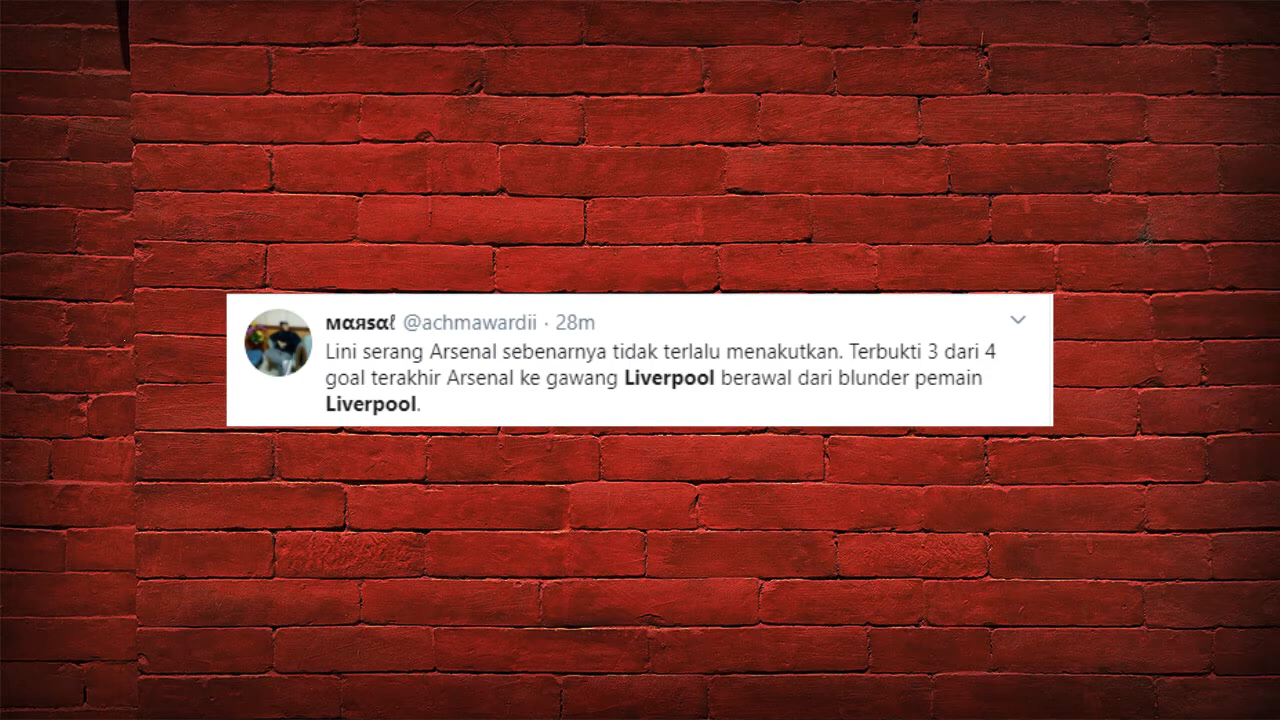 мαяsαℓ @achmawardii · 28m
Lini serang Arsenal sebenarnya tidak terlalu menakutkan. Terbukti 3 dari 4
goal terakhir Arsenal ke gawang Liverpool berawal dari blunder pemain
Liverpool.